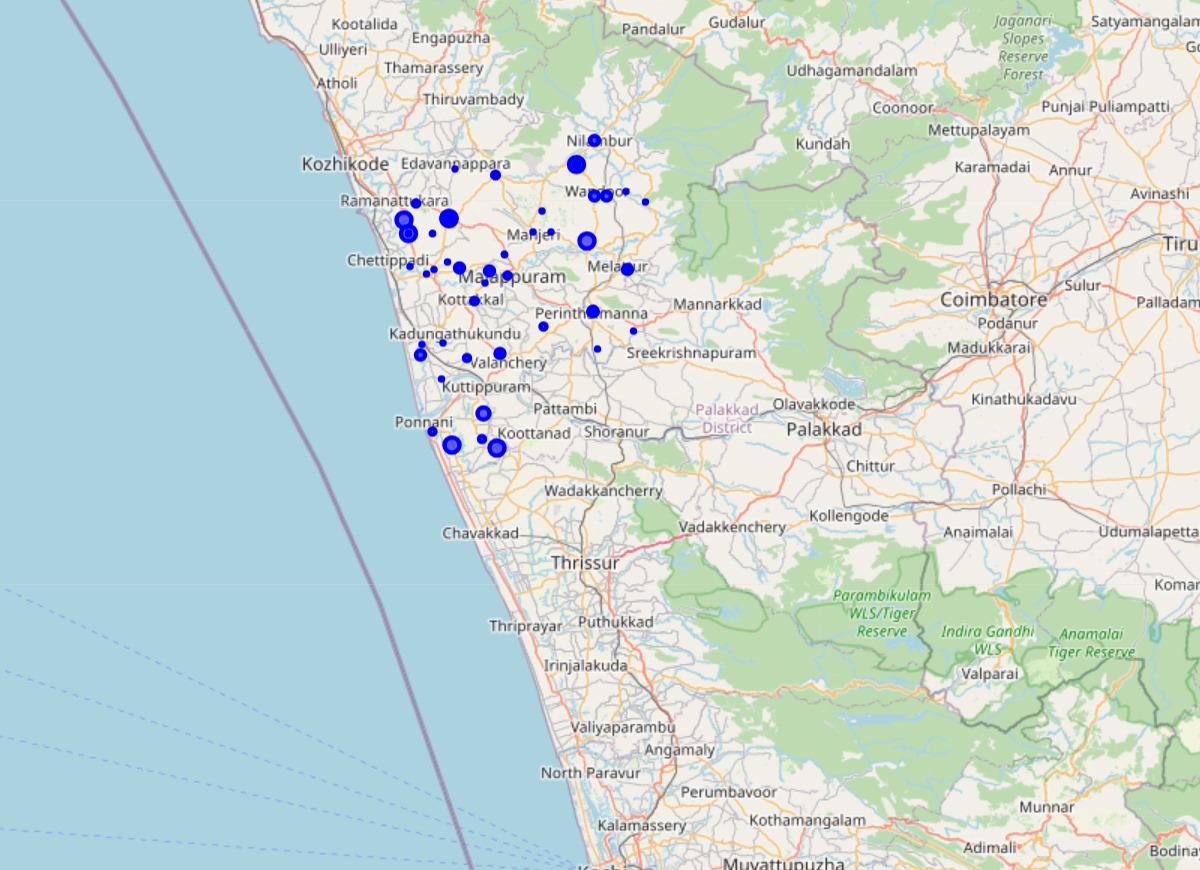 Kootalida
Gudalur
Satyamangalam
Pandalur
Jaganari
Slopes
Reserve
Forest
Engapuzha
Ulliyeri
Thamarassery
Udhagamandalam
Atholi
Thiruvambady
Coonoor
Punjai Puliampatti
Mettupalayam
Nilambur
Kundah
Kozhikode
Edavannappara
Karamadai
Annur
Wandoor
Avinashi
Ramanattukara
Manjeri
Chettippadi
Melattur
Malappuram
Sulur
Kottakkal
Coimbatore
Palladam
Mannarkkad
Perinthalmanna
Podanur
Kadungathukundu
Madukkarai
Sreekrishnapuram
Valanchery
Kuttippuram
Kinathukadavu
Olavakkode
Pattambi
Palakkad
District
Ponnani
Palakkad
Koottanad
Shoranur
Chittur
Wadakkancherry
Pollachi
Kollengode
Vadakkenchery
Chavakkad
Anaimalai
Udumalapetta
Thrissur
Parambikulam
WLS/Tiger
Reserve
Thriprayar
Puthukkad
Indira Gandhi
WLS
Anamalai
Tiger Reserve
Irinjalakuda
Valparai
Valiyaparambu
Angamaly
North Paravur
Perumbavoor
Munnar
Kalamassery
Kothamangalam
Adimali
Muvattupuzha